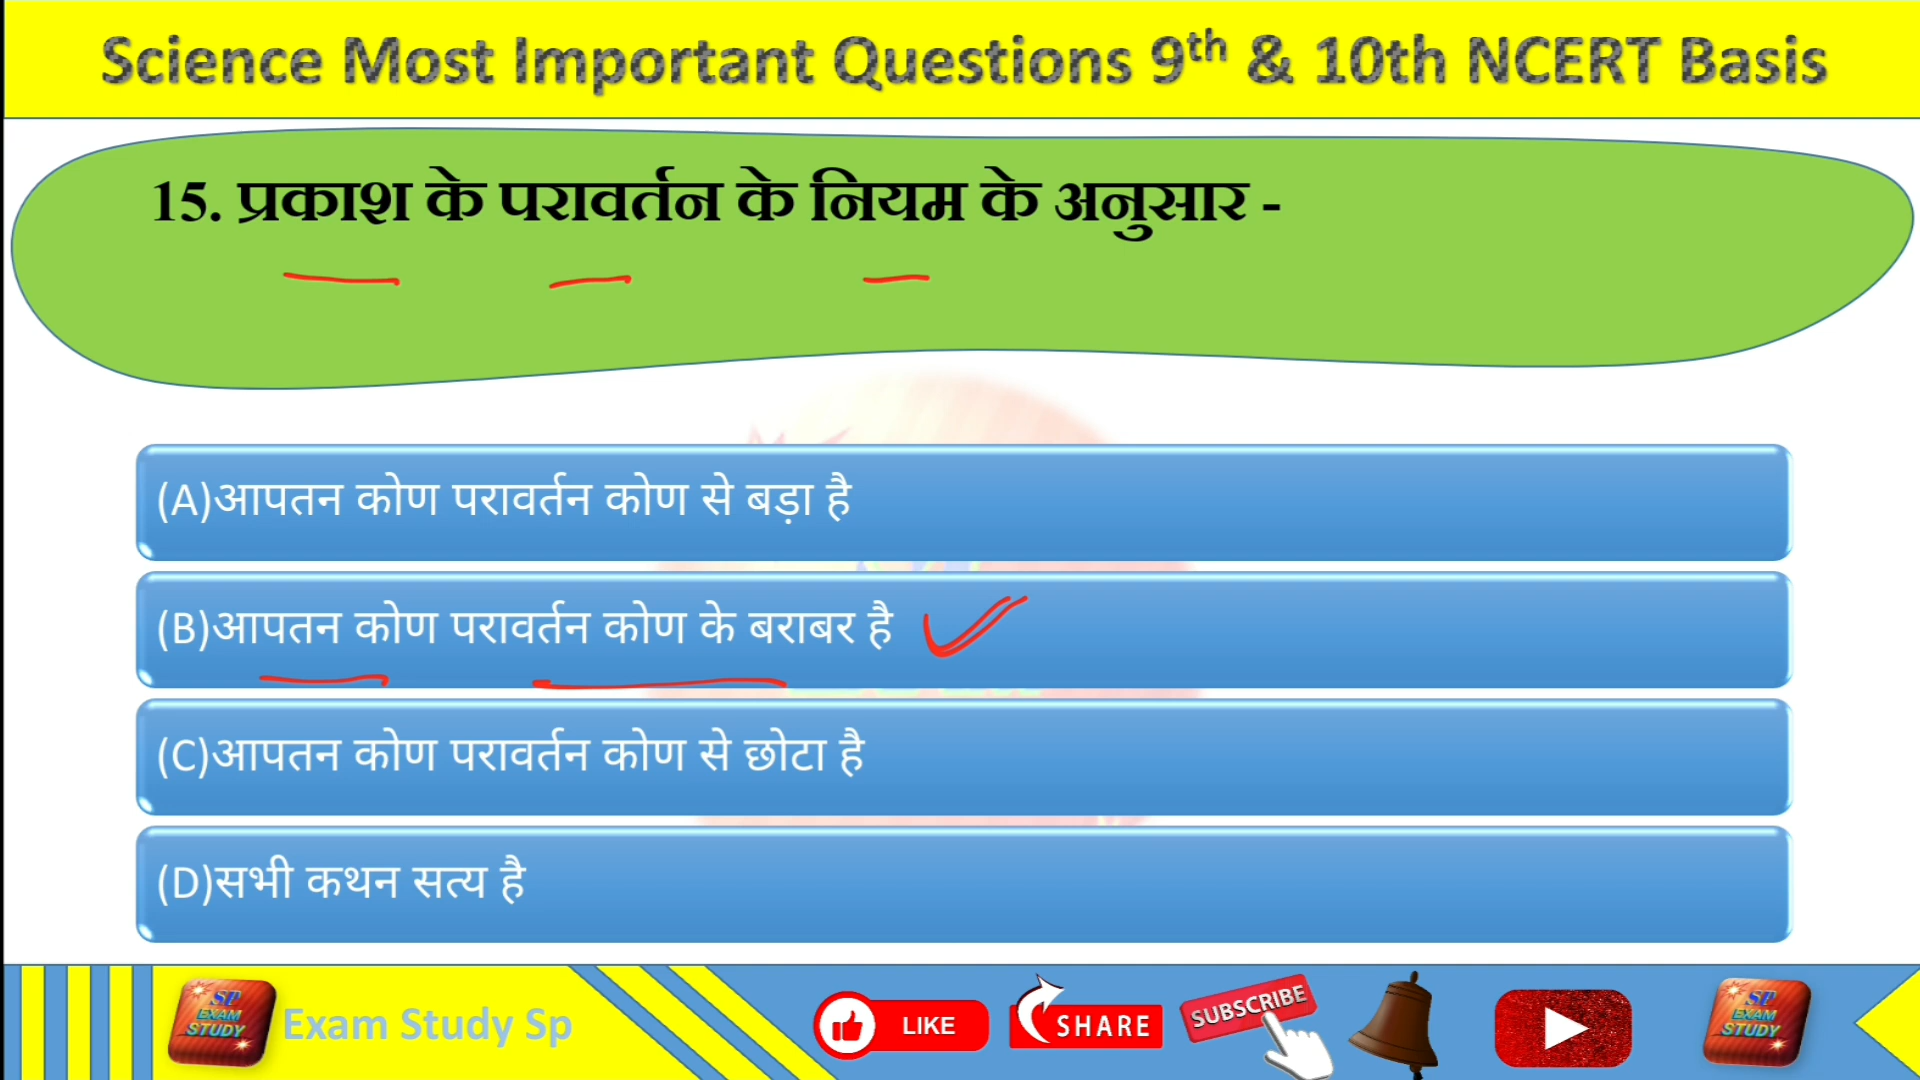 Science Most Important Questions 9th & 10th NCERT Basis
15. प्रकाश के परावर्तन के नियम के अनुसार -
(A)आपतन कोण परावर्तन कोण से बड़ा है
(B)आपतन कोण परावर्तन कोण के बराबर है
(C)आपतन कोण परावर्तन कोण से छोटा है
(D)सभी कथन सत्य है
SP
EXAM
STUDY
Exam Study Sp
LIKE
SHARE
SUBSCRIBE
SP
EXAM
STUDY